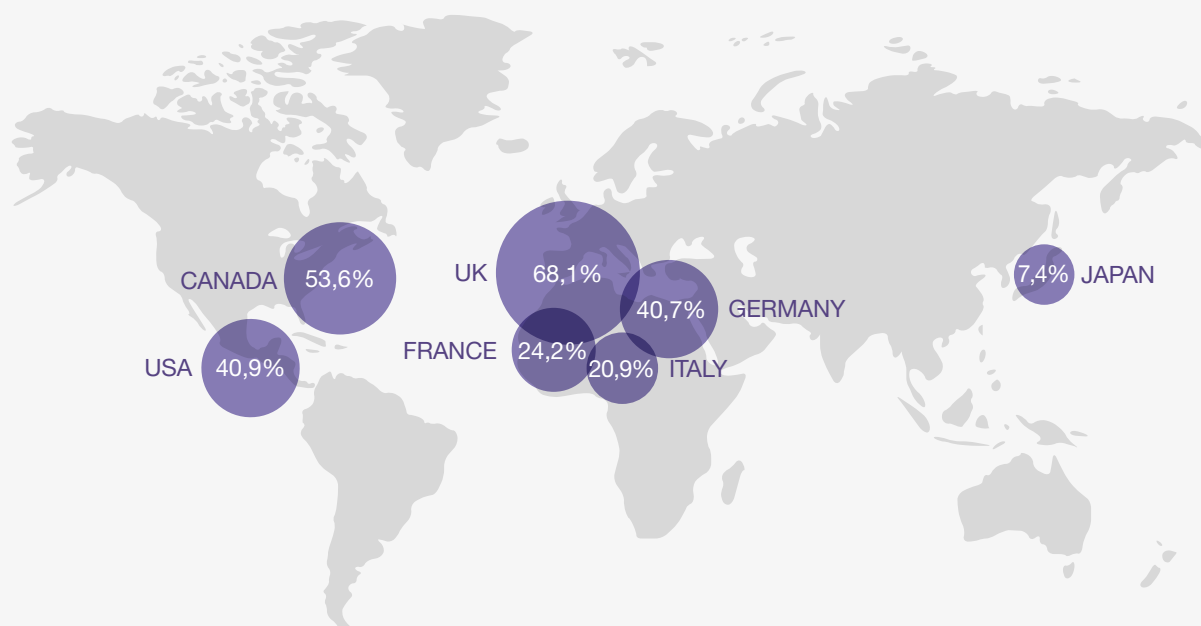 CANADA 53,6%
USA 40,9%
UK 68,1%
40,7% GERMANY
FRANCE 24,2%
20,9% ITALY
7,4% JAPAN